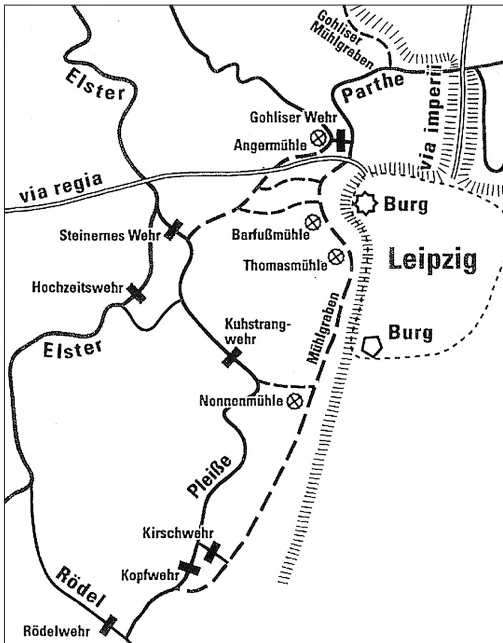 Gohliser
Mühlgraben
Elster
Parthe
via imperii
Gohliser Wehr
Angermühle
via regia
Burg
Steinernes Wehr
Barfußmühle
Leipzig
Thomasmühle
Hochzeitswehr
Mühlgraben
Kuhstrang-
wehr
Burg
Elster
Nonnenmühle
Pleiße
Kirschwehr
Kopfwehr
Rödel
Rödelwehr